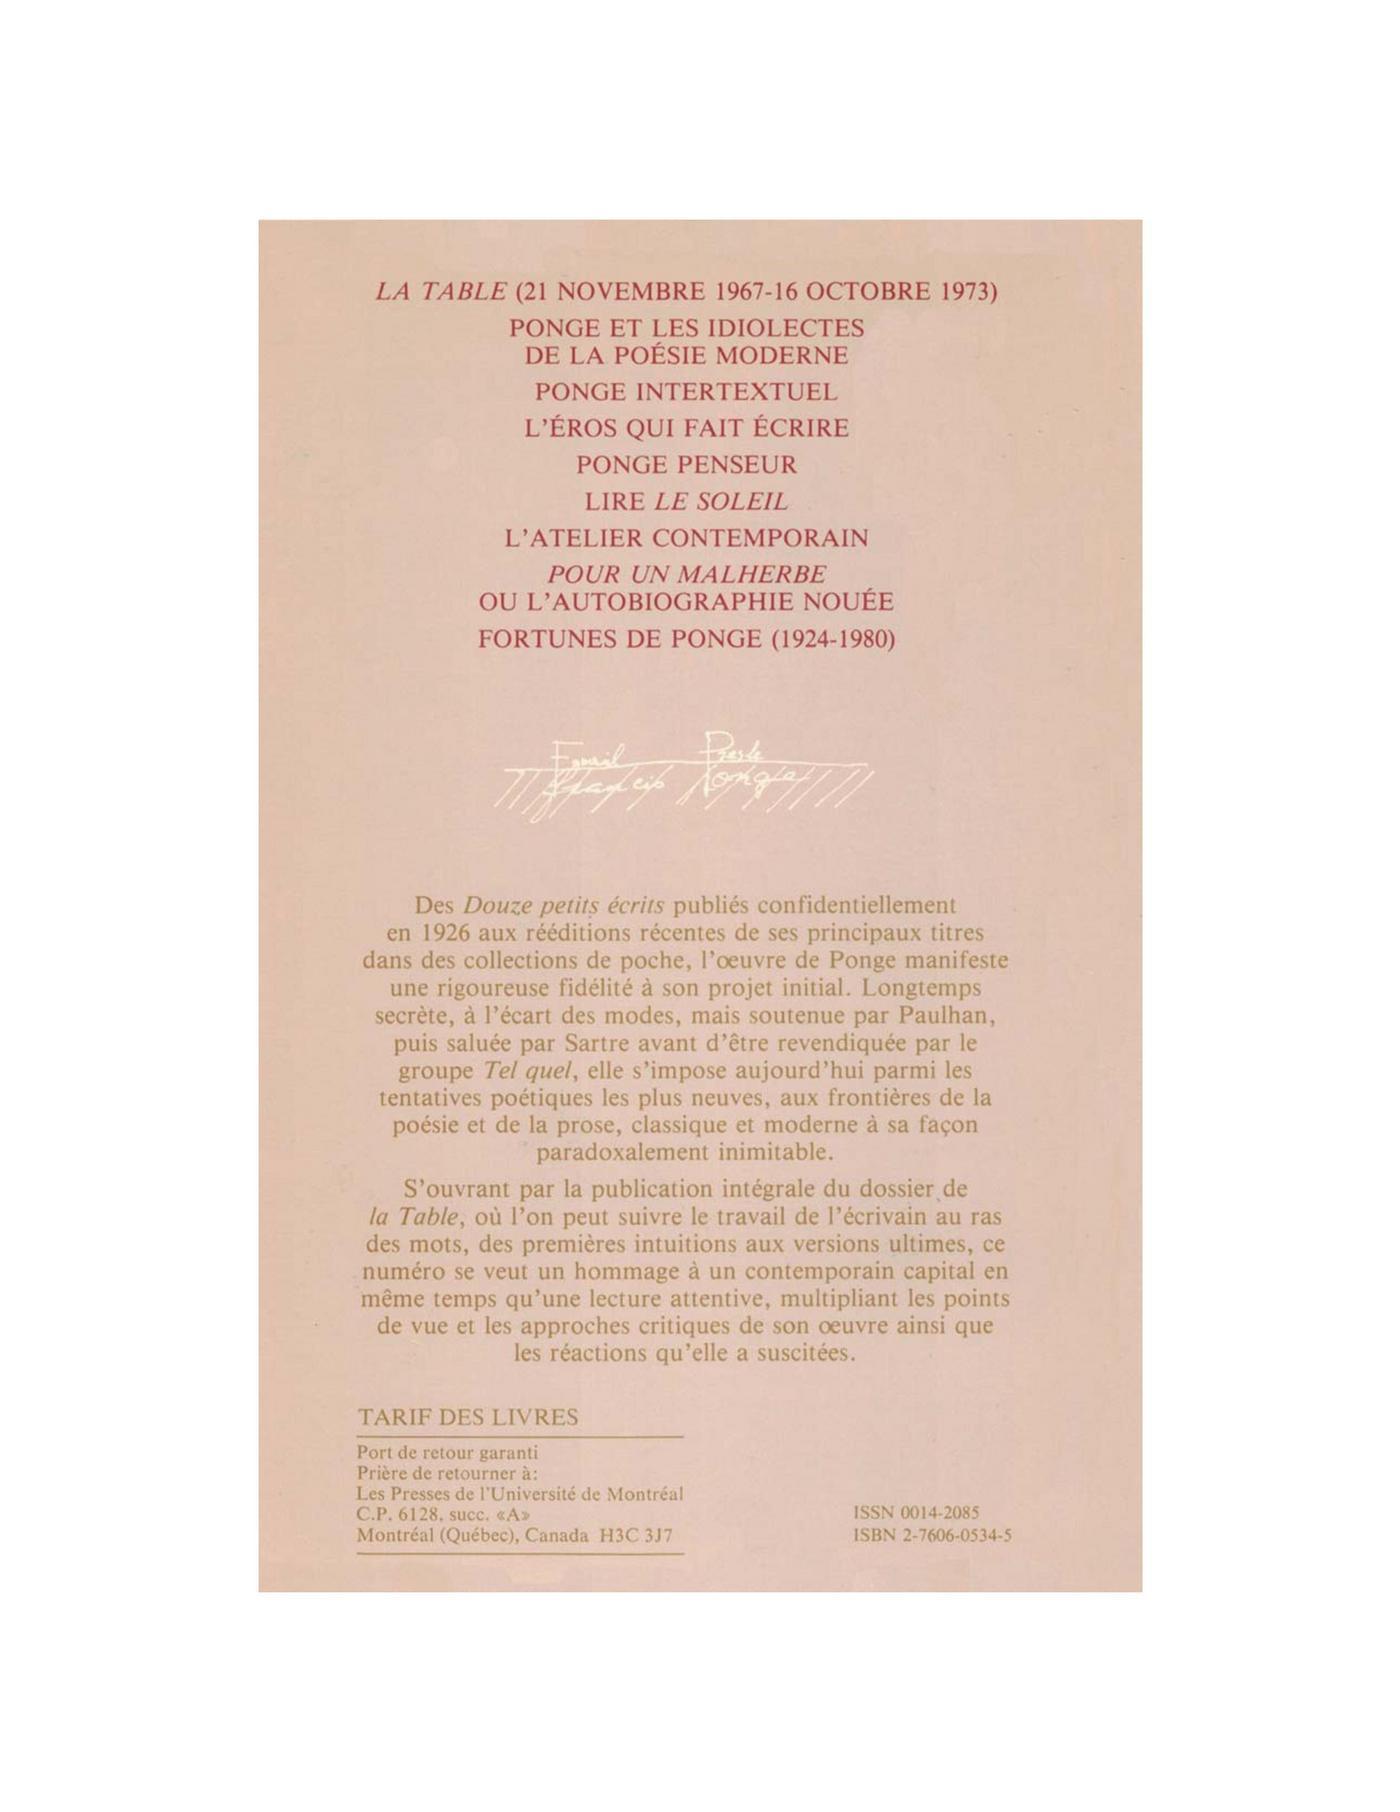 LA TABLE (21 NOVEMBRE 1967-16 OCTOBRE 1973)
PONGE ET LES IDIOLECTES
DE LA POÉSIE MODERNE
PONGE INTERTEXTUEL
L'ÉROS QUI FAIT ÉCRIRE
PONGE PENSEUR
LIRE LE SOLEIL
L'ATELIER CONTEMPORAIN
POUR UN MALHERBE
OU L'AUTOBIOGRAPHIE NOUÉE
FORTUNES DE PONGE (1924-1980)
Francis Ponge
Des Douze petits écrits publiés confidentiellement
en 1926 aux rééditions récentes de ses principaux titres
dans des collections de poche, l'œuvre de Ponge manifeste
une rigoureuse fidélité à son projet initial. Longtemps
secrète, à l'écart des modes, mais soutenue par Paulhan,
puis saluée par Sartre avant d'être revendiquée par le
groupe Tel quel, elle s'impose aujourd'hui parmi les
tentatives poétiques les plus neuves, aux frontières de la
poésie et de la prose, classique et moderne à sa façon
paradoxalement inimitable.
S'ouvrant par la publication intégrale du dossier de
la Table, où l'on peut suivre le travail de l'écrivain au ras
des mots, des premières intuitions aux versions ultimes, ce
numéro se veut un hommage à un contemporain capital en
même temps qu'une lecture attentive, multipliant les points
de vue et les approches critiques de son œuvre ainsi que
les réactions qu'elle a suscitées.
TARIF DES LIVRES
Port de retour garanti
Prière de retourner à:
Les Presses de l'Université de Montréal
C.P. 6128, succ. «A»
Montréal (Québec), Canada H3C 3J7
ISSN 0014-2085
ISBN 2-7606-0534-5